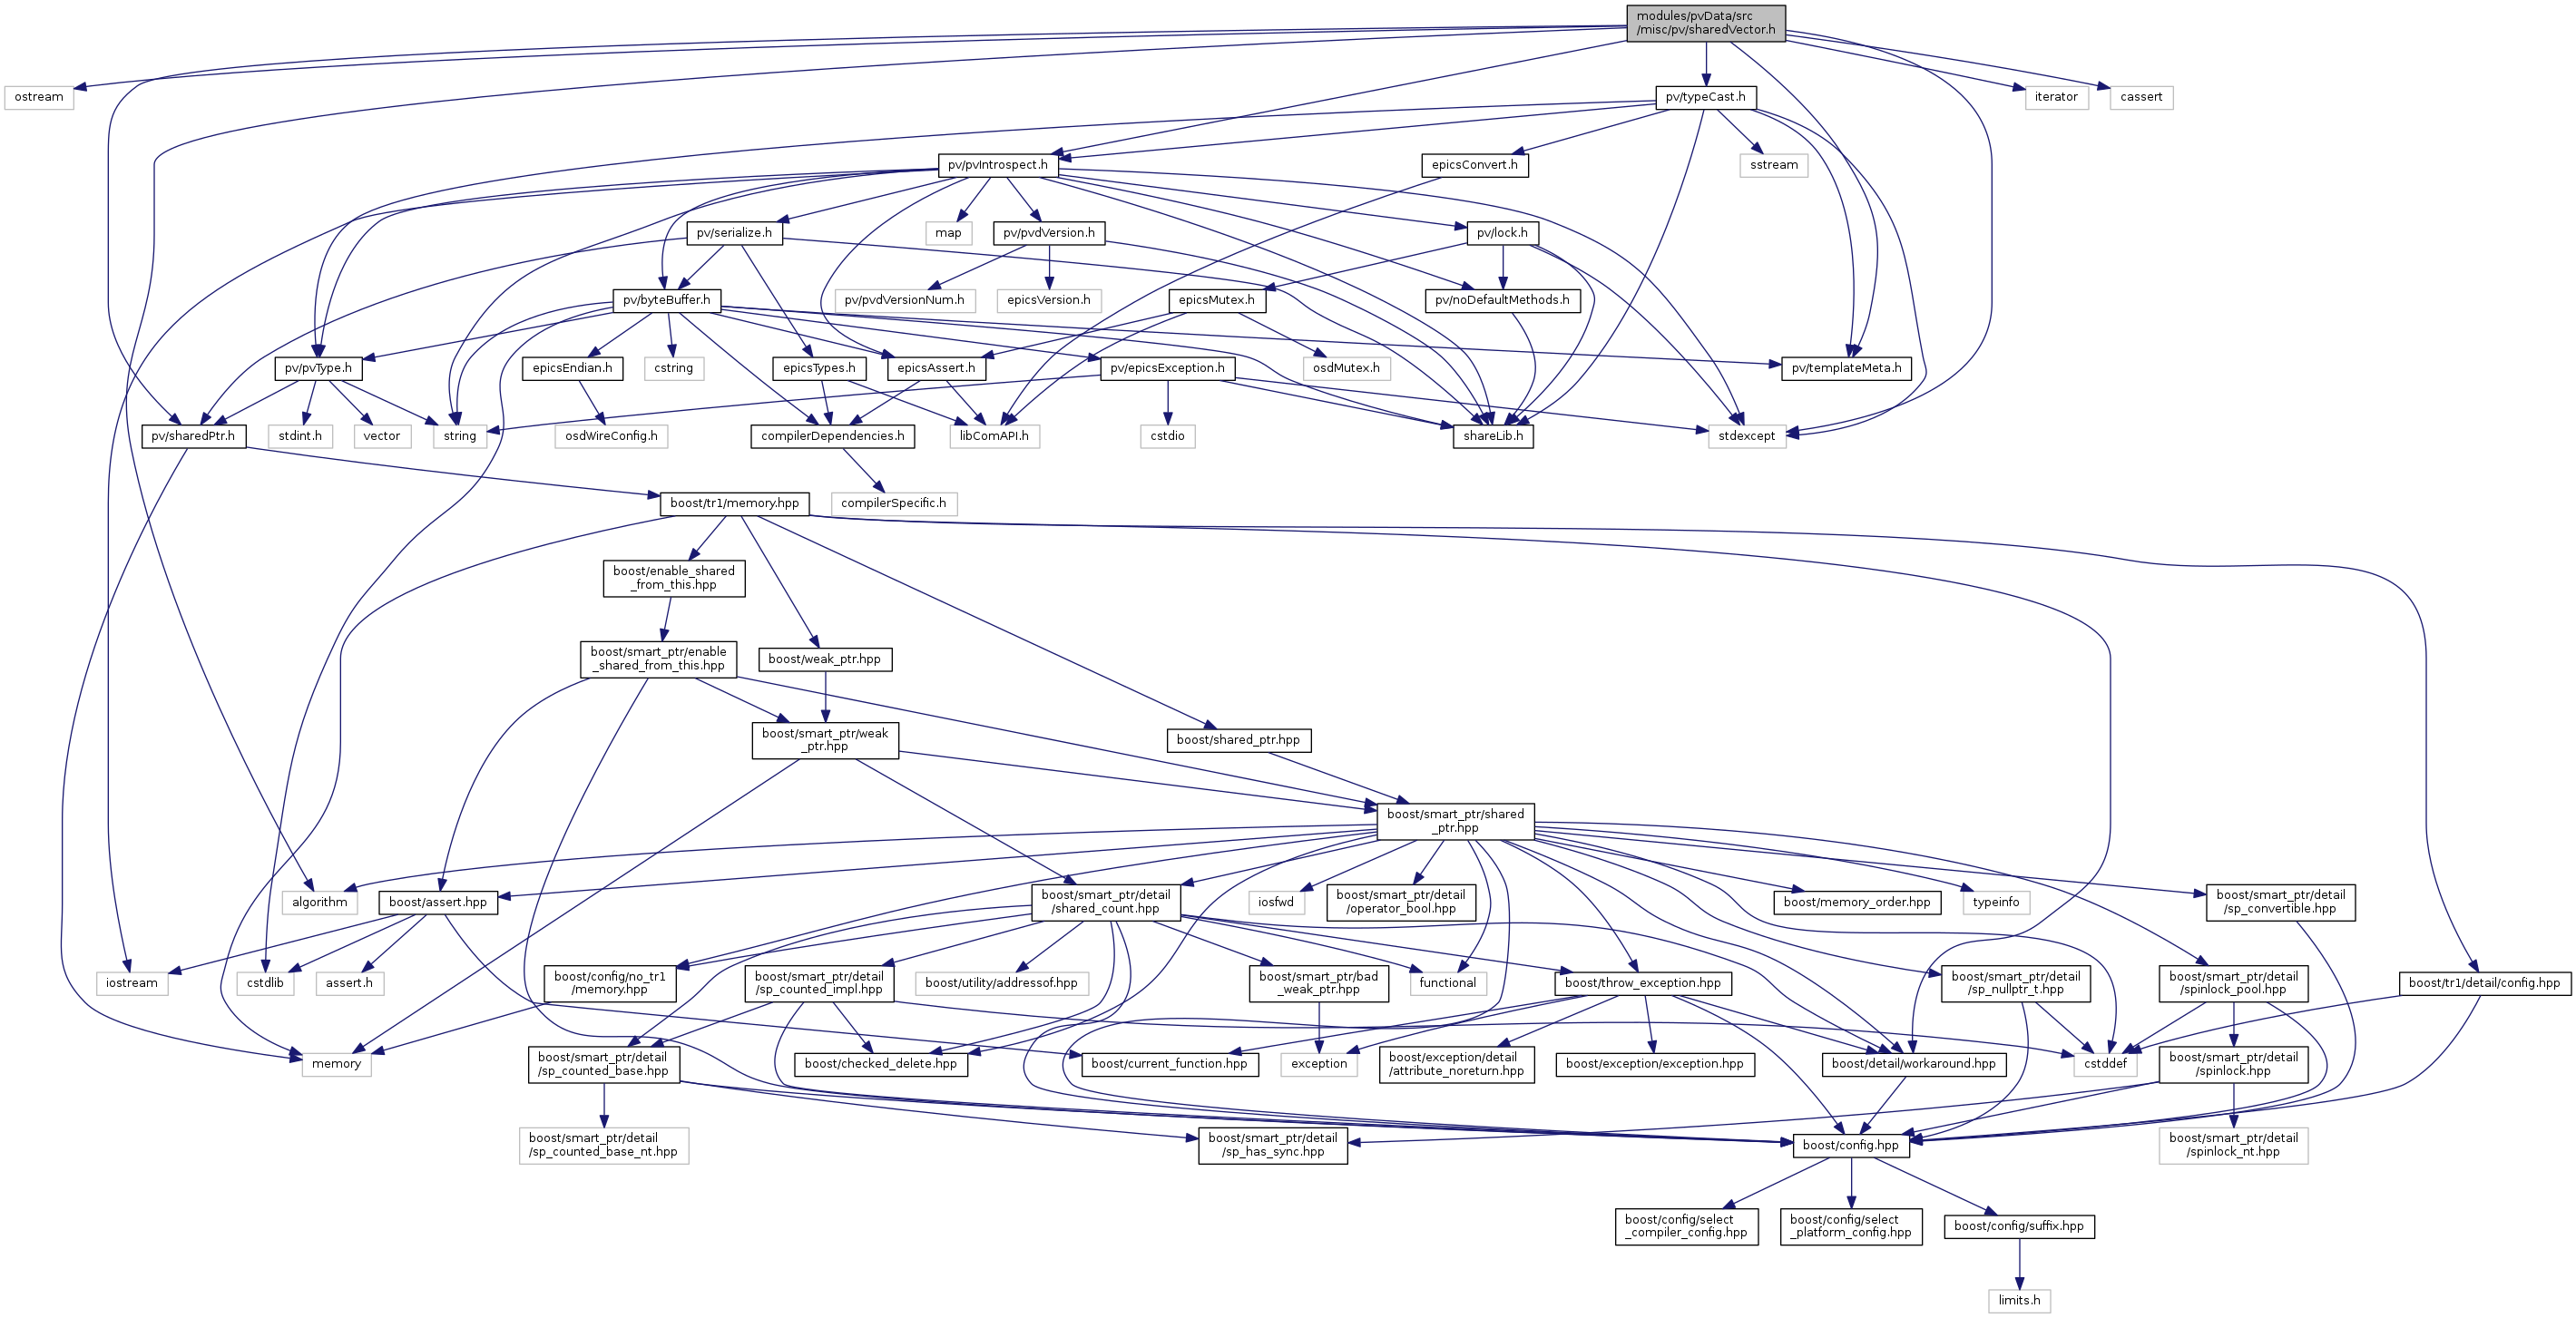 modules/pvData/src
/misc/pv/sharedVector.h
ostream
pv/typeCast.h
iterator
cassert
pv/pvIntrospect.h
epicsConvert.h
sstream
pv/serialize.h
map
pv/pvdVersion.h
pv/lock.h
pv/byteBuffer.h
pv/pvdVersionNum.h
epicsVersion.h
epicsMutex.h
pv/noDefaultMethods.h
pv/pvType.h
epicsEndian.h
cstring
epicsTypes.h
epicsAssert.h
pv/epicsException.h
osdMutex.h
pv/templateMeta.h
pv/sharedPtr.h
stdint.h
vector
string
osdWireConfig.h
compilerDependencies.h
libComAPI.h
cstdio
shareLib.h
stdexcept
boost/tr1/memory.hpp
compilerSpecific.h
boost/enable_shared
_from_this.hpp
boost/smart_ptr/enable
_shared_from_this.hpp
boost/weak_ptr.hpp
boost/smart_ptr/weak
_ptr.hpp
boost/shared_ptr.hpp
boost/smart_ptr/shared
_ptr.hpp
algorithm
boost/assert.hpp
boost/smart_ptr/detail
/shared_count.hpp
iosfwd
boost/smart_ptr/detail
/operator_bool.hpp
boost/memory_order.hpp
typeinfo
boost/smart_ptr/detail
/sp_convertible.hpp
iostream
cstdlib
assert.h
boost/config/no_tr1
/memory.hpp
boost/smart_ptr/detail
/sp_counted_impl.hpp
boost/utility/addressof.hpp
boost/smart_ptr/bad
_weak_ptr.hpp
functional
boost/throw_exception.hpp
boost/smart_ptr/detail
/sp_nullptr_t.hpp
boost/smart_ptr/detail
/spinlock_pool.hpp
boost/tr1/detail/config.hpp
memory
boost/smart_ptr/detail
/sp_counted_base.hpp
boost/checked_delete.hpp
boost/current_function.hpp
exception
boost/exception/detail
/attribute_noreturn.hpp
boost/exception/exception.hpp
boost/detail/workaround.hpp
cstddef
boost/smart_ptr/detail
/spinlock.hpp
boost/smart_ptr/detail
/sp_counted_base_nt.hpp
boost/smart_ptr/detail
/sp_has_sync.hpp
boost/config.hpp
boost/smart_ptr/detail
/spinlock_nt.hpp
boost/config/select
_compiler_config.hpp
boost/config/select
_platform_config.hpp
boost/config/suffix.hpp
limits.h